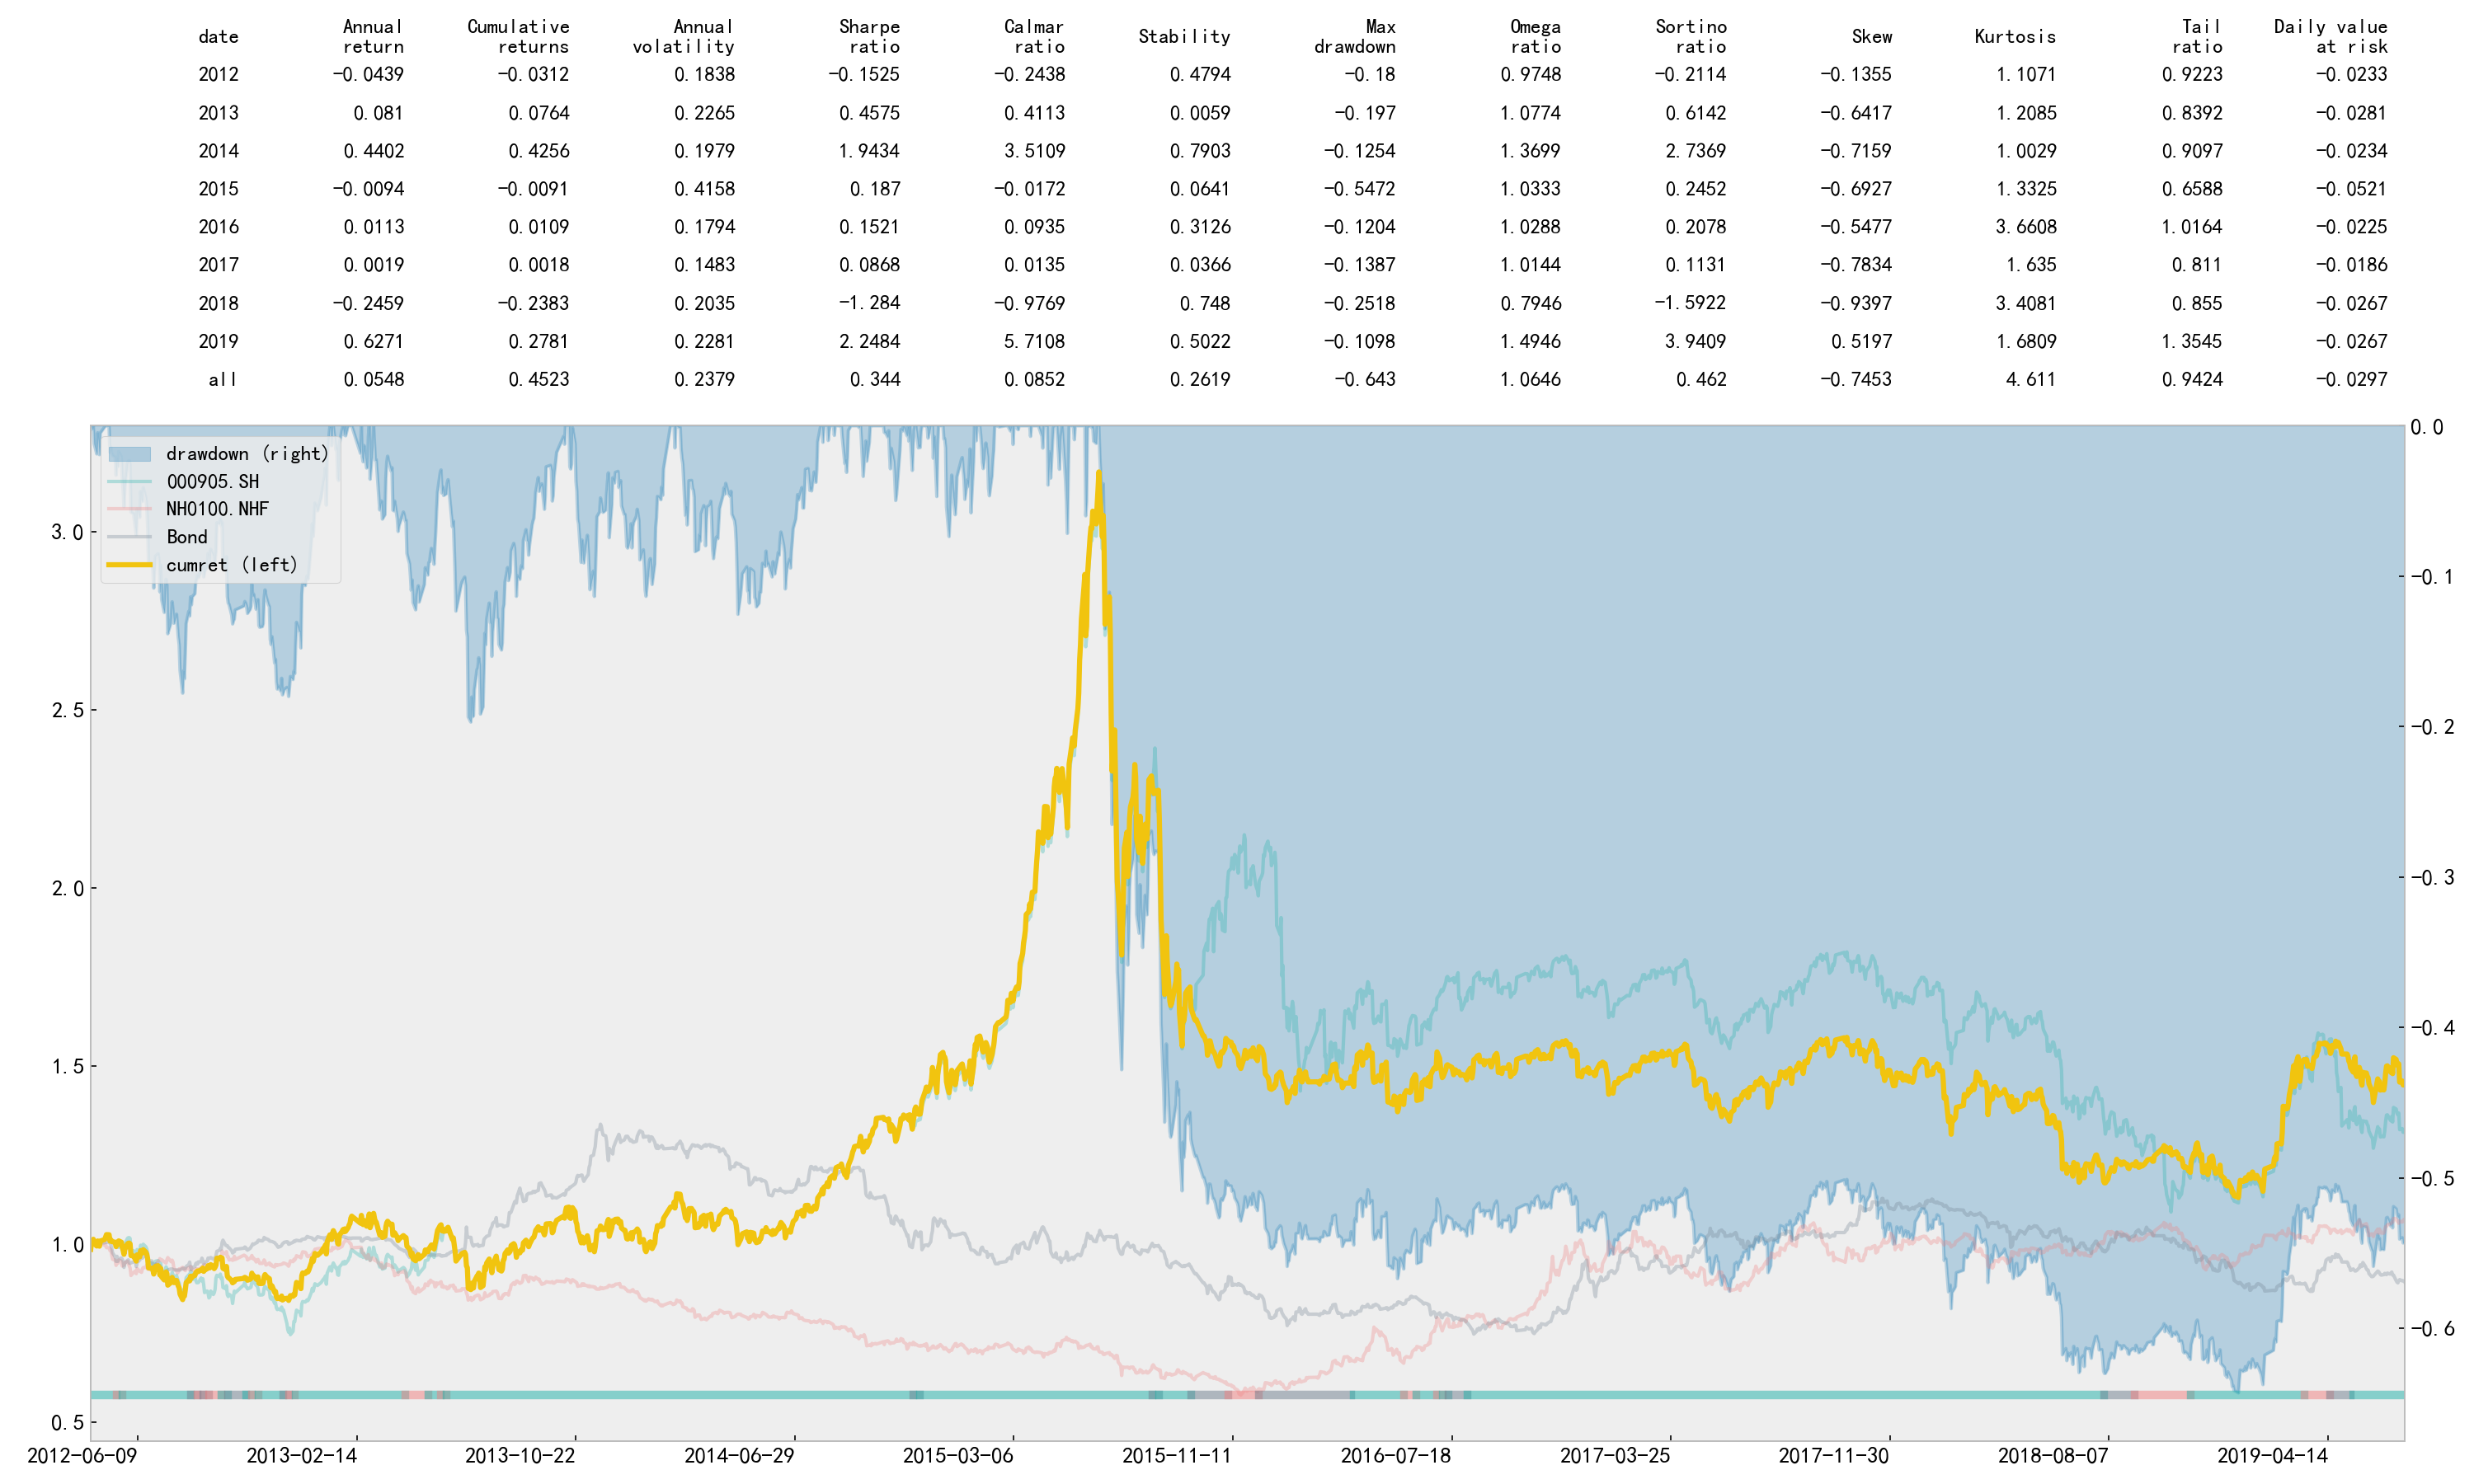 date Annual return Cumulative returns Annual volatility Sharpe ratio Calmar ratio Stability Max drawdown Omega ratio Sortino ratio Skew Kurtosis Tail ratio Daily value at risk
2012 -0.0439 -0.0312 0.1838 -0.1525 -0.2438 0.4794 -0.18 0.9748 -0.2114 -0.1355 1.1071 0.9223 -0.0233
2013 0.081 0.0764 0.2265 0.4575 0.4113 0.0059 -0.197 1.0774 0.6142 -0.6417 1.2085 0.8392 -0.0281
2014 0.4402 0.4256 0.1979 1.9434 3.5109 0.7903 -0.1254 1.3699 2.7369 -0.7159 1.0029 0.9097 -0.0234
2015 -0.0094 -0.0091 0.4158 0.187 -0.0172 0.0641 -0.5472 1.0333 0.2452 -0.6927 1.3325 0.6588 -0.0521
2016 0.0113 0.0109 0.1794 0.1521 0.0935 0.3126 -0.1204 1.0288 0.2078 -0.5477 3.6608 1.0164 -0.0225
2017 0.0019 0.0018 0.1483 0.0868 0.0135 0.0366 -0.1387 1.0144 0.1131 -0.7834 1.635 0.811 -0.0186
2018 -0.2459 -0.2383 0.2035 -1.284 -0.9769 0.748 -0.2518 0.7946 -1.5922 -0.9397 3.4081 0.855 -0.0267
2019 0.6271 0.2781 0.2281 2.2484 5.7108 0.5022 -0.1098 1.4946 3.9409 0.5197 1.6809 1.3545 -0.0267
all 0.0548 0.4523 0.2379 0.344 0.0852 0.2619 -0.643 1.0646 0.462 -0.7453 4.611 0.9424 -0.0297
drawdown (right)
000905.SH
NH0100.NHF
Bond
cumret (left)
3.0
2.5
2.0
1.5
1.0
0.5
0.0
-0.1
-0.2
-0.3
-0.4
-0.5
-0.6
2012-06-09 2013-02-14 2013-10-22 2014-06-29 2015-03-06 2015-11-11 2016-07-18 2017-03-25 2017-11-30 2018-08-07 2019-04-14